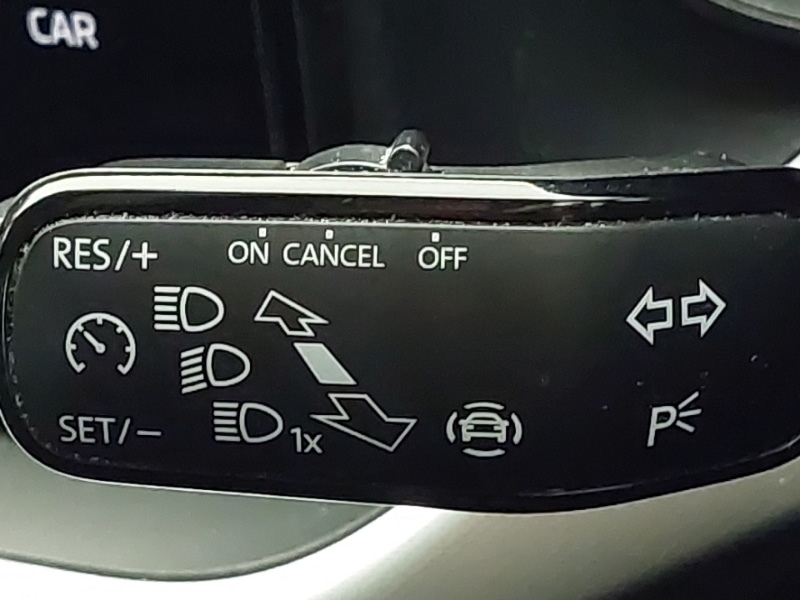 CAR
RES/+ ON CANCEL OFF
SET/− 1x P